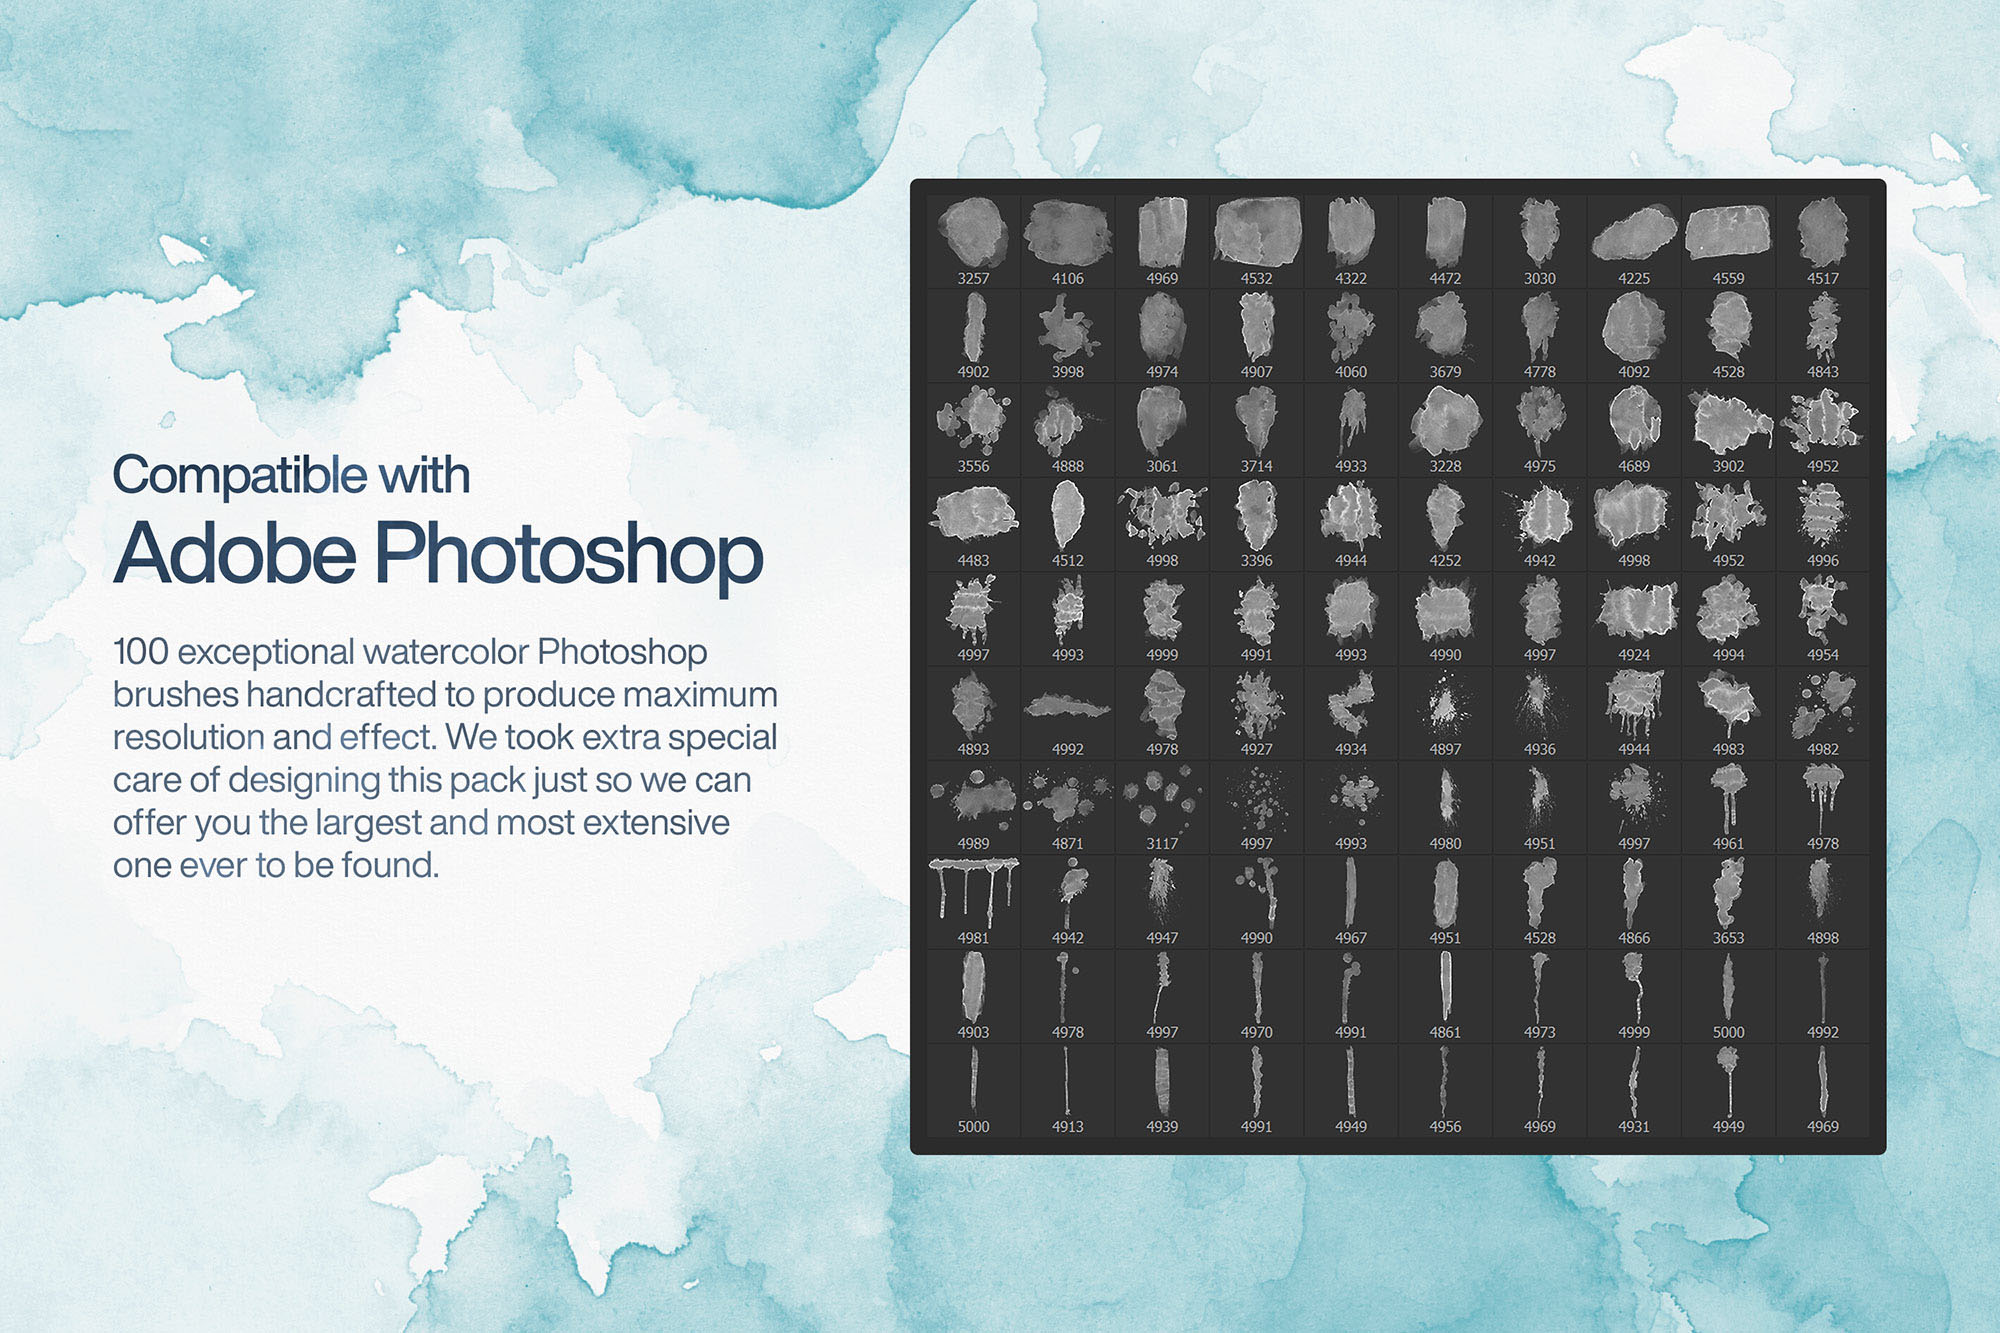 Compatible with
Adobe Photoshop
100 exceptional watercolor Photoshop
brushes handcrafted to produce maximum
resolution and effect. We took extra special
care of designing this pack just so we can
offer you the largest and most extensive
one ever to be found.
3257 4106 4969 4532 4322 4472 3030 4225 4559 4517
4902 3998 4974 4907 4060 3679 4778 4092 4528 4843
3556 4888 3061 3714 4933 3228 4975 4689 3902 4952
4483 4512 4998 3396 4944 4252 4942 4998 4952 4996
4997 4993 4999 4991 4993 4990 4997 4924 4994 4954
4893 4992 4978 4927 4934 4897 4936 4944 4983 4982
4989 4871 3117 4997 4993 4980 4951 4997 4961 4978
4981 4942 4947 4990 4967 4951 4528 4866 3653 4898
4903 4978 4997 4970 4991 4861 4973 4999 5000 4992
5000 4913 4939 4991 4949 4956 4969 4931 4949 4969